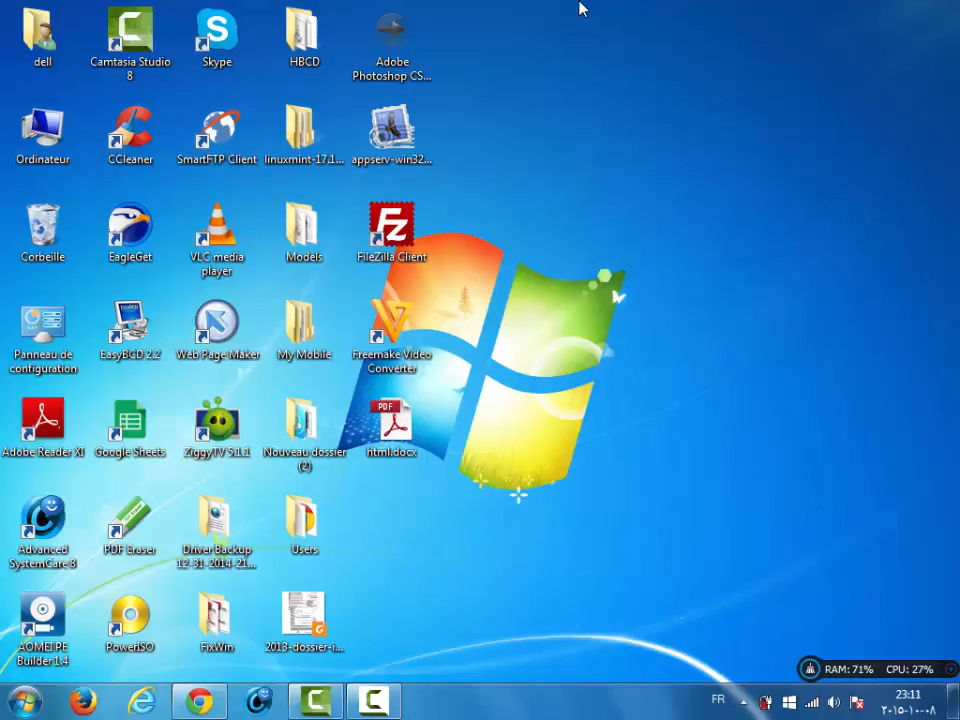 dell
Camtasia Studio
8
Skype
HBCD
Adobe
Photoshop CS...
Ordinateur
CCleaner
SmartFTP Client
linuxmint-17.1...
appserv-win32...
Corbeille
EagleGet
VLC media
player
Models
FileZilla Client
Panneau de
configuration
EasyBCD 2.2
Web Page Maker
My Mobile
Freemake Video
Converter
PDF
Adobe Reader XI
Google Sheets
ZiggyTV 5.1.1
Nouveau dossier
(2)
html.docx
Advanced
SystemCare 8
PDF Eraser
Driver Backup
12-31-2014-21...
Users
AOMEI PE
Builder 1.4
PowerISO
FixWin
2013-dossier-i...
RAM: 71% CPU: 27%
FR
23:11
٢٠١٥-١٠-٠٨